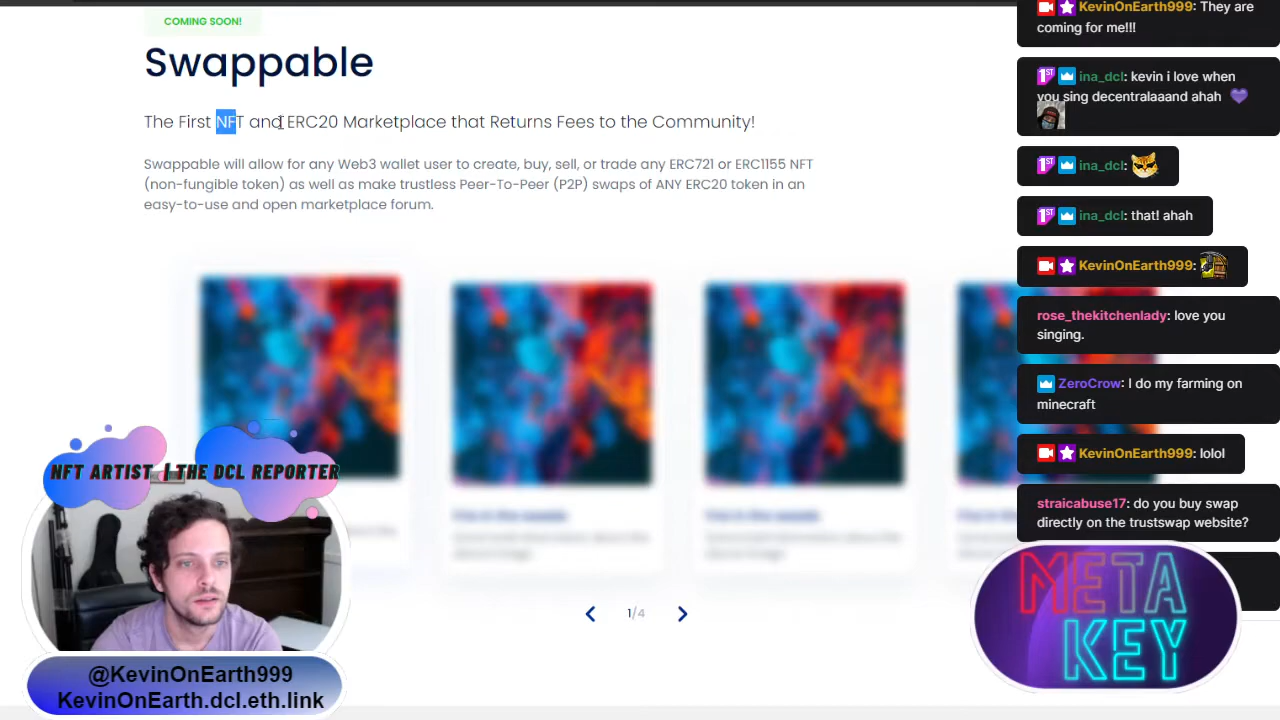 COMING SOON!
Swappable
The First NFT and ERC20 Marketplace that Returns Fees to the Community!
Swappable will allow for any Web3 wallet user to create, buy, sell, or trade any ERC721 or ERC1155 NFT
(non-fungible token) as well as make trustless Peer-To-Peer (P2P) swaps of ANY ERC20 token in an
easy-to-use and open marketplace forum.
1/4
KevinOnEarth999: They are
coming for me!!!
ina_dcl: kevin i love when
you sing decentralaaand ahah
ina_dcl:
ina_dcl: that! ahah
KevinOnEarth999:
rose_thekitchenlady: love you
singing.
ZeroCrow: I do my farming on
minecraft
KevinOnEarth999: lolol
straicabuse17: do you buy swap
directly on the trustswap website?
NFT ARTIST | THE DCL REPORTER
@KevinOnEarth999
KevinOnEarth.dcl.eth.link
META
KEY